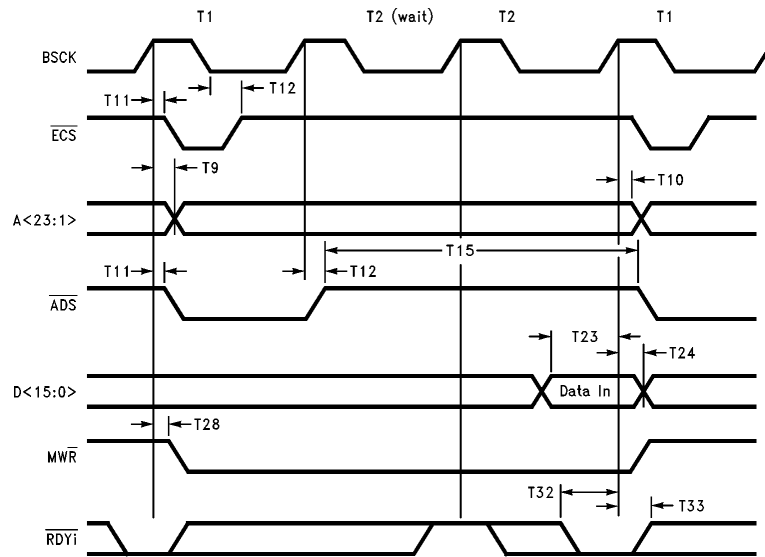 T1 T2 (wait) T2 T1
BSCK
T11 T12
ECS
T9
T10
A<23:1>
T15
T11 T12
ADS
T23
T24
D<15:0> Data In
T28
MWR
T32
T33
RDYi